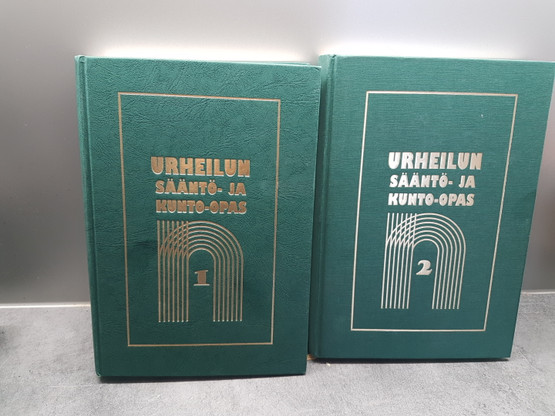 URHEILUN
SÄÄNTÖ- JA
KUNTO-OPAS
1
URHEILUN
SÄÄNTÖ- JA
KUNTO-OPAS
2